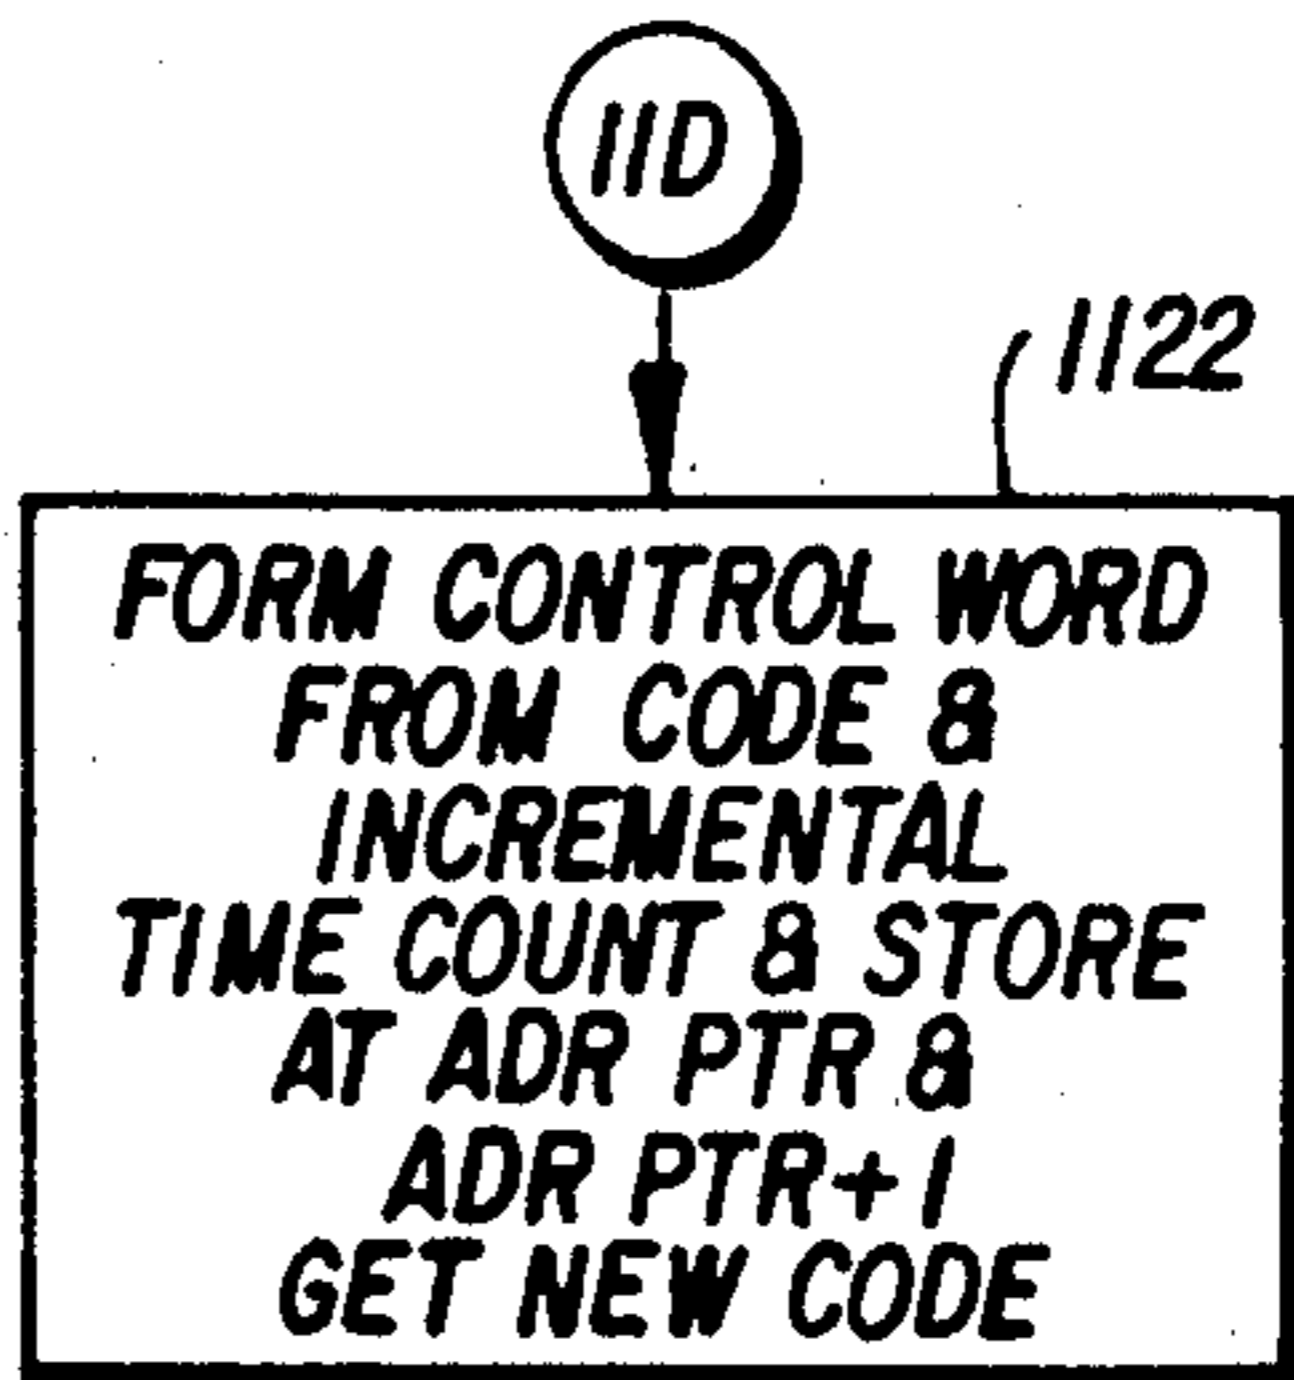 11D
1122
FORM CONTROL WORD
FROM CODE &
INCREMENTAL
TIME COUNT & STORE
AT ADR PTR &
ADR PTR+1
GET NEW CODE